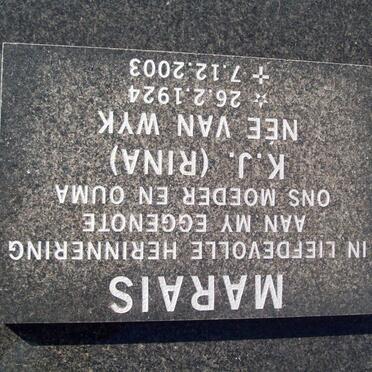 MARAIS
IN LIEFDEVOLLE HERINNERING
AAN MY EGGENOTE
ONS MOEDER EN OUMA
K.J. (RINA)
NÉE VAN WYK
☆ 26.2.1924
✢ 7.12.2003